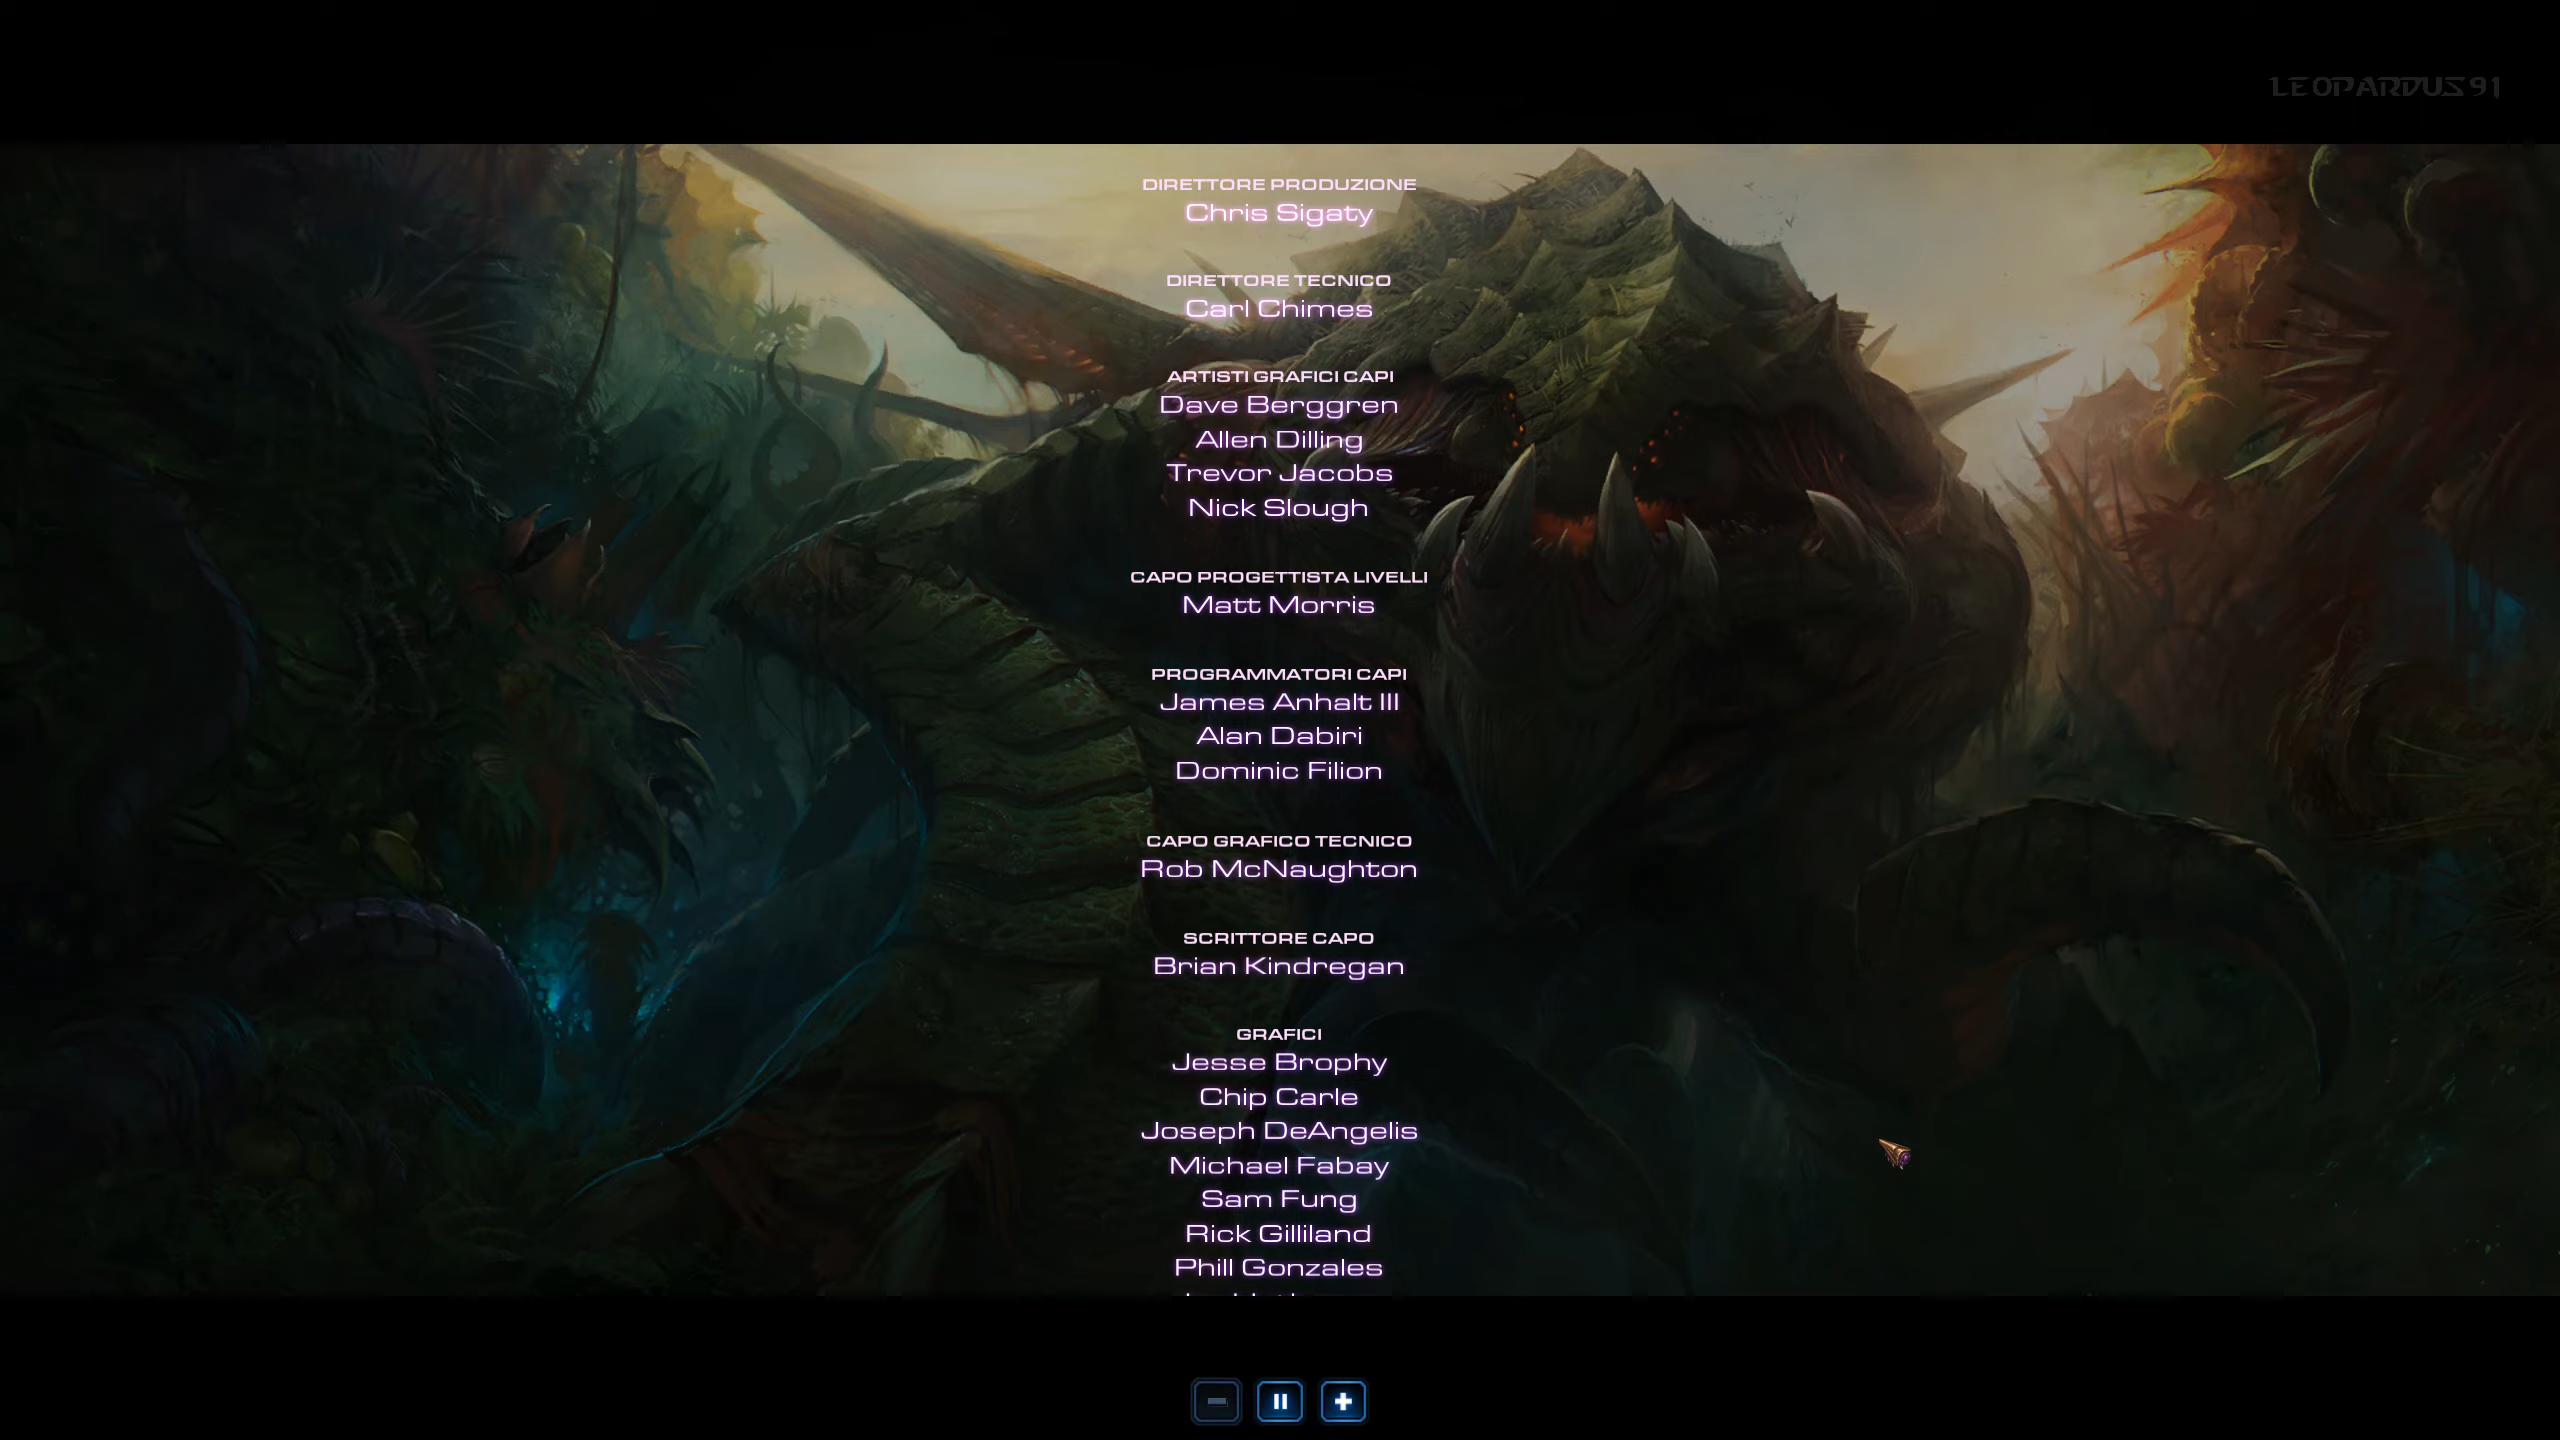 LEOPARDUS91
DIRETTORE PRODUZIONE
Chris Sigaty
DIRETTORE TECNICO
Carl Chimes
ARTISTI GRAFICI CAPI
Dave Berggren
Allen Dilling
Trevor Jacobs
Nick Slough
CAPO PROGETTISTA LIVELLI
Matt Morris
PROGRAMMATORI CAPI
James Anhalt III
Alan Dabiri
Dominic Filion
CAPO GRAFICO TECNICO
Rob McNaughton
SCRITTORE CAPO
Brian Kindregan
GRAFICI
Jesse Brophy
Chip Carle
Joseph DeAngelis
Michael Fabay
Sam Fung
Rick Gilliland
Phill Gonzales